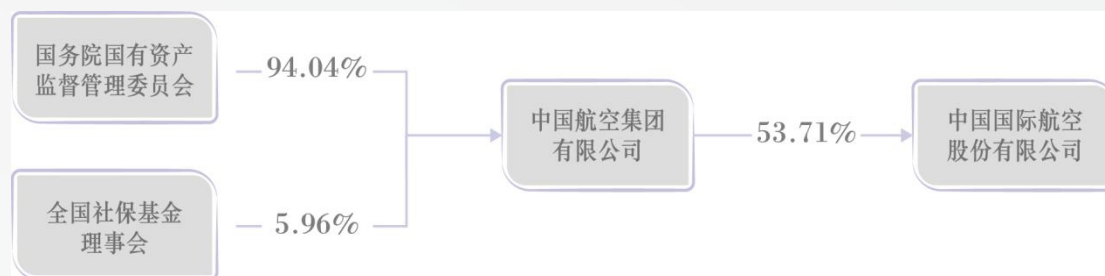 国务院国有资产
监督管理委员会
94.04%
中国航空集团
有限公司
53.71%
中国国际航空
股份有限公司
全国社保基金
理事会
5.96%